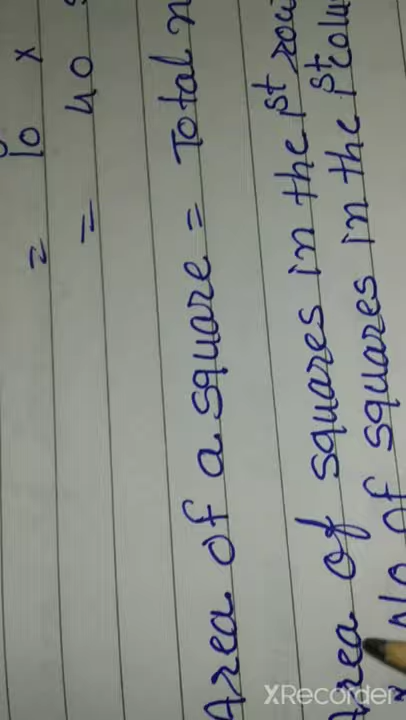 = 10 x
= 40
Area of a square = Total
Area of squares in the 1st row
No of squares in the 1st
XRecorder